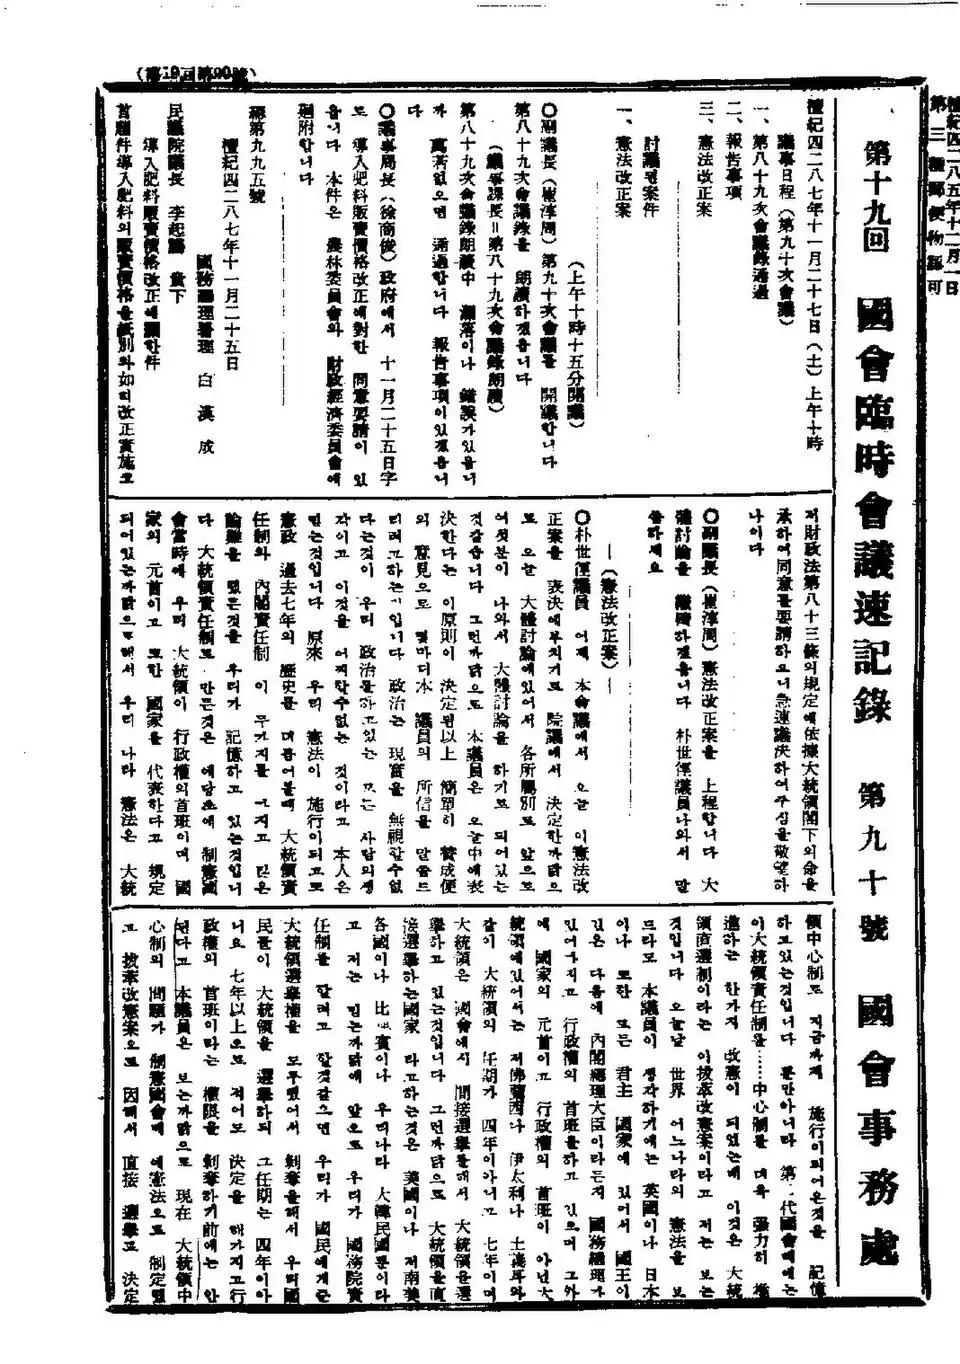 (第19回第90號)
檀紀四二八五年十二月一日
第三種郵便物認可
第十九回 國會臨時會議速記錄 第九十號 國會事務處
檀紀四二八七年十一月二十七日(土)上午十時
議事日程(第九十次會議)
一、第八十九次會議錄通過
二、報告事項
三、憲法改正案
討議된案件
一、憲法改正案
(上午十時十五分開議)
○副議長(崔淳周) 第九十次會議를 開議합니다
第八十九次會議錄을 朗讀하겠읍니다
(議事課長=第八十九次會議錄朗讀)
第八十九次會議錄朗讀中 漏落이나 錯誤가있읍니
까 萬若없으면 通過합니다 報告事項이있겠읍니
다
○議事局長(徐商俊) 政府에서 十一月二十五日字
로 導入肥料販賣價格改正에對한 同意要請이 있
읍니다 本件은 農林委員會와 財政經濟委員會에
廻附합니다
總第九九五號
檀紀四二八七年十一月二十五日
國務總理署理 白漢成
民議院議長 李起鵬 貴下
導入肥料販賣價格改正에關한件
首題件導入肥料의販賣價格을紙別와如히改正實施코
저財政法第八十三條의規定에依據大統領閣下의命을
承하여同意를要請하오니急速議決하여주심을敬望하
나이다
○副議長(崔淳周) 憲法改正案을 上程합니다 大
體討論을 繼續하겠읍니다 朴世徑議員나와서 말
씀하세요
―(憲法改正案)―
○朴世徑議員 어제 本會議에서 오늘 이憲法改
正案을 表決에부치기로 院議에서 決定한까닭으
로 오늘 大體討論에있어서 各所屬別로 앞으로
여섯분이 나와서 大體討論을 하기로 되어있는
것같습니다 그런까닭으로 本議員은 오늘中에表
決한다는 이原則이 決定된以上 簡單히 贊成便
의 意見으로 몇마디本 議員의 所信을 말씀드
리려고하는것입니다 政治는 現實을 無視할수없
다는것이 우리 政治를하고있는 모든 사람의생
각이고 이것을 어찌할수없는 것이라고 本人은
믿는것입니다 原來 우리 憲法이 施行이되고모
憲政 過去七年의 歷史를 더듬어볼때 大統領責
任制와 內閣責任制 이 두가지를 가지고 많은
論難을 했든것을 우리가 記憶하고 있는것입니
다 大統領責任制로 만든것은 애당초에 制憲國
會當時에 우리 大統領이 行政權의首班이며 國
家의 元首이고 또한 國家를 代表한다고 規定
되어있는까닭으로해서 우리 나라 憲法은 大統
領中心制로 지금까지 施行이되어온것을 記憶
하고있는것입니다 뿐만아니라 第二代國會때에는
이大統領責任制를……中心制를 더욱 强力히 推
進하는 한가지 改憲이 되었는데 이것은 大統
領直選制이라는 이拔萃改憲案이라고 저는 보는
것입니다 오늘날 世界 어느나라의 憲法을 보
드라도 本議員이 생각하기에는 英國이나 日本
이나 또한 모든 君主 國家에 있어서 國王이
있은 다음에 內閣總理大臣이라든지 國務總理가
있어가지고 行政權의 首班을하고 있으며 그外
에 國家의 元首이고 行政權의 首班이 아닌大
統領에있어서는 저佛蘭西나 伊太利나 土耳其와
같이 大統領의 任期가 四年이아니고 七年이며
大統領은 國會에서 間接選擧를해서 大統領을選
擧하고 있는것입니다 그런까닭으로 大統領을直
接選擧하는國家 라고하는것은 美國이나 저南美
各國이나 比律賓이나 우리나라 大韓民國뿐이라
고 저는 믿는까닭에 앞으로 우리가 國務院責
任制를 할려고 할것같으면 우리가 國民에게준
大統領選擧權을 도루뺏어서 剝奪을해서 우리國
民들이 大統領을 選擧하되 그任期는 四年이아
니요 七年以上으로 적어도 決定을 해가지고行
政權의 首班이라는 權限을 剝奪하기前에는 안
된다고 本議員은 보는까닭으로 現在 大統領中
心制의 問題가 制憲國會때 에憲法으로 制定됐
고 拔萃改憲案으로 因해서 直接 選擧로 決定